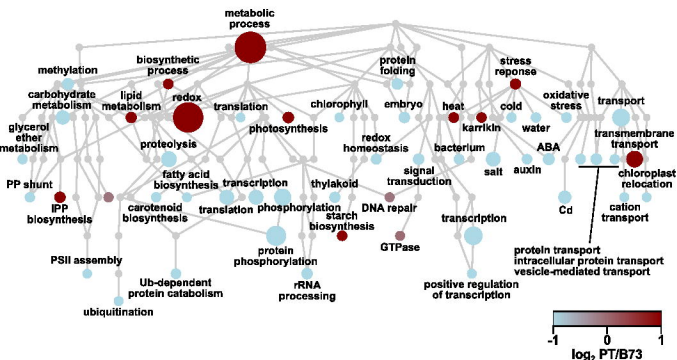 metabolic
process
methylation
biosynthetic
process
protein
folding
stress
reponse
carbohydrate
metabolism
lipid
metabolism
redox
translation
chlorophyll
embryo
heat
cold
oxidative
stress
transport
glycerol
ether
metabolism
photosynthesis
karrikin
water
transmembrane
transport
proteolysis
redox
homeostasis
bacterium
ABA
PP shunt
fatty acid
biosynthesis
transcription
thylakoid
signal
transduction
salt
auxin
chloroplast
relocation
IPP
biosynthesis
carotenoid
biosynthesis
translation
phosphorylation
starch
biosynthesis
DNA repair
transcription
Cd
cation
transport
PSII assembly
protein
phosphorylation
GTPase
protein transport
intracellular protein transport
vesicle-mediated transport
ubiquitination
Ub-dependent
protein catabolism
rRNA
processing
positive regulation
of transcription
-1 0 1
log2 PT/B73